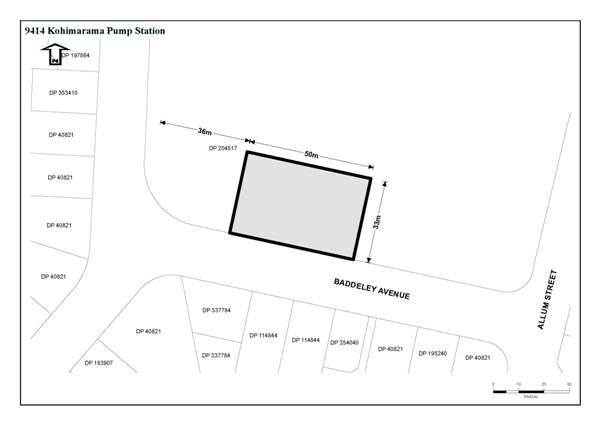 9414 Kohimarama Pump Station
N
DP 197864
DP 353410
DP 40821
36m
50m
DP 204517
DP 40821
33m
DP 40821
DP 40821
BADDELEY AVENUE
ALLUM STREET
DP 337784
DP 40821
DP 114844
DP 114844
DP 354040
DP 40821
DP 195240
DP 40821
DP 337784
DP 193907
0
10
20
30